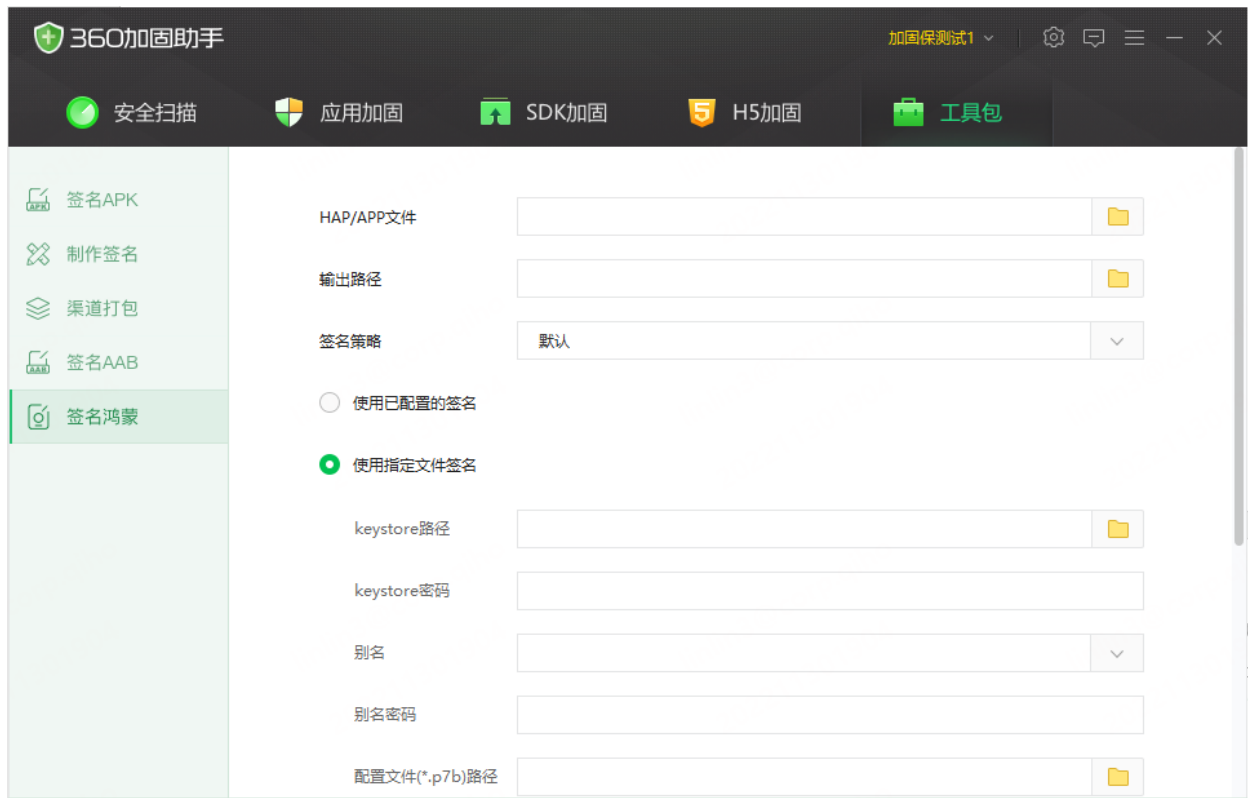 360加固助手
加固保测试1
安全扫描
应用加固
SDK加固
H5加固
工具包
签名APK
制作签名
渠道打包
签名AAB
签名鸿蒙
HAP/APP文件
输出路径
签名策略
默认
使用已配置的签名
使用指定文件签名
keystore路径
keystore密码
别名
别名密码
配置文件(*.p7b)路径